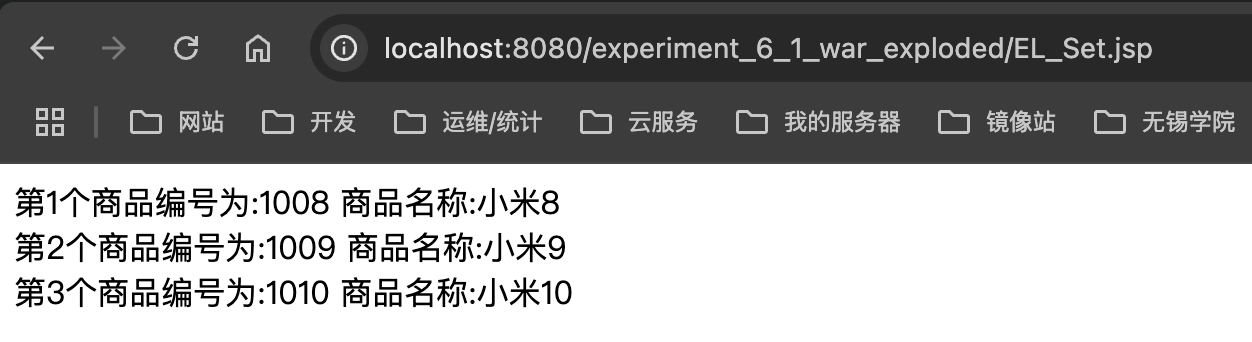 localhost:8080/experiment_6_1_war_exploded/EL_Set.jsp
网站 开发 运维/统计 云服务 我的服务器 镜像站 无锡学院
第1个商品编号为:1008 商品名称:小米8
第2个商品编号为:1009 商品名称:小米9
第3个商品编号为:1010 商品名称:小米10